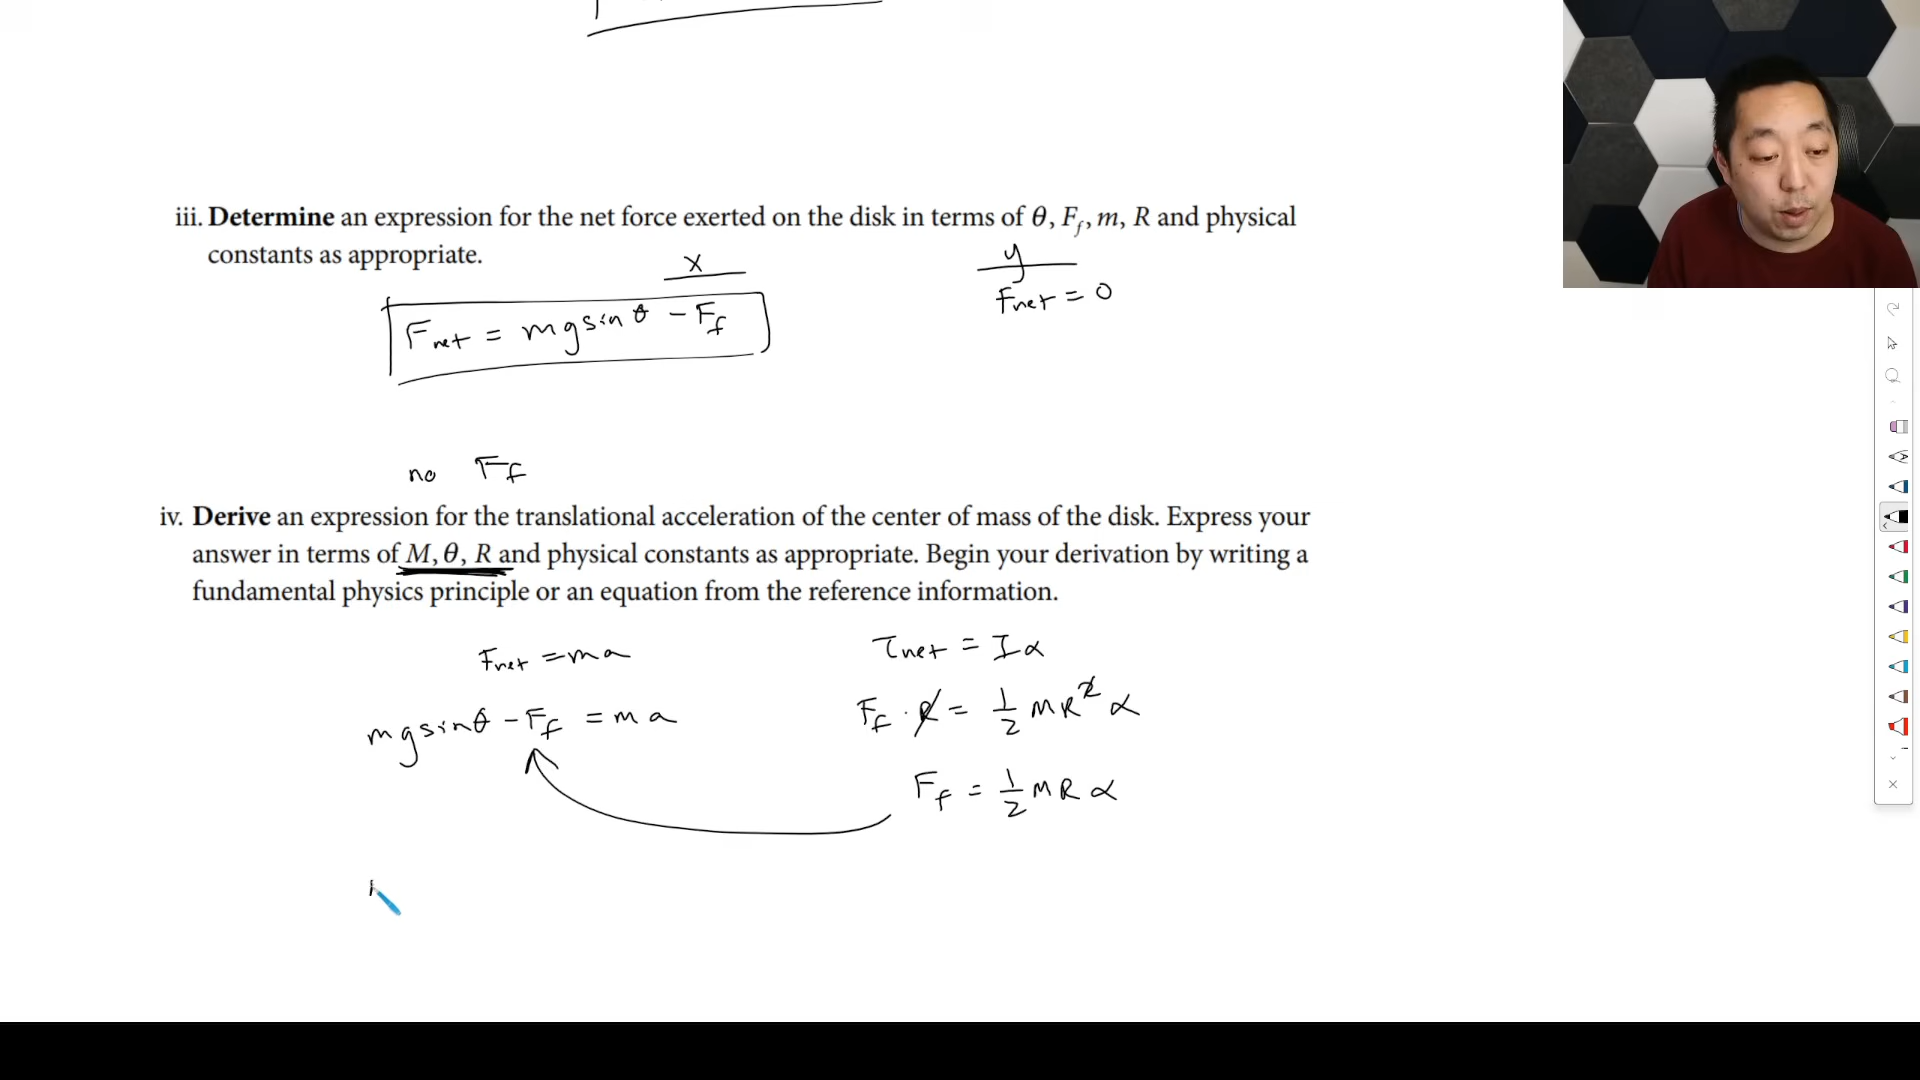 iii. Determine an expression for the net force exerted on the disk in terms of θ, F_f, m, R and physical
constants as appropriate.
x
y
F_net = mg sin θ - F_f
F_net = 0
no F_f
iv. Derive an expression for the translational acceleration of the center of mass of the disk. Express your
answer in terms of M, θ, R and physical constants as appropriate. Begin your derivation by writing a
fundamental physics principle or an equation from the reference information.
F_net = ma
τ_net = Iα
mg sin θ - F_f = ma
F_f · R = 1/2 MR² α
F_f = 1/2 MR α